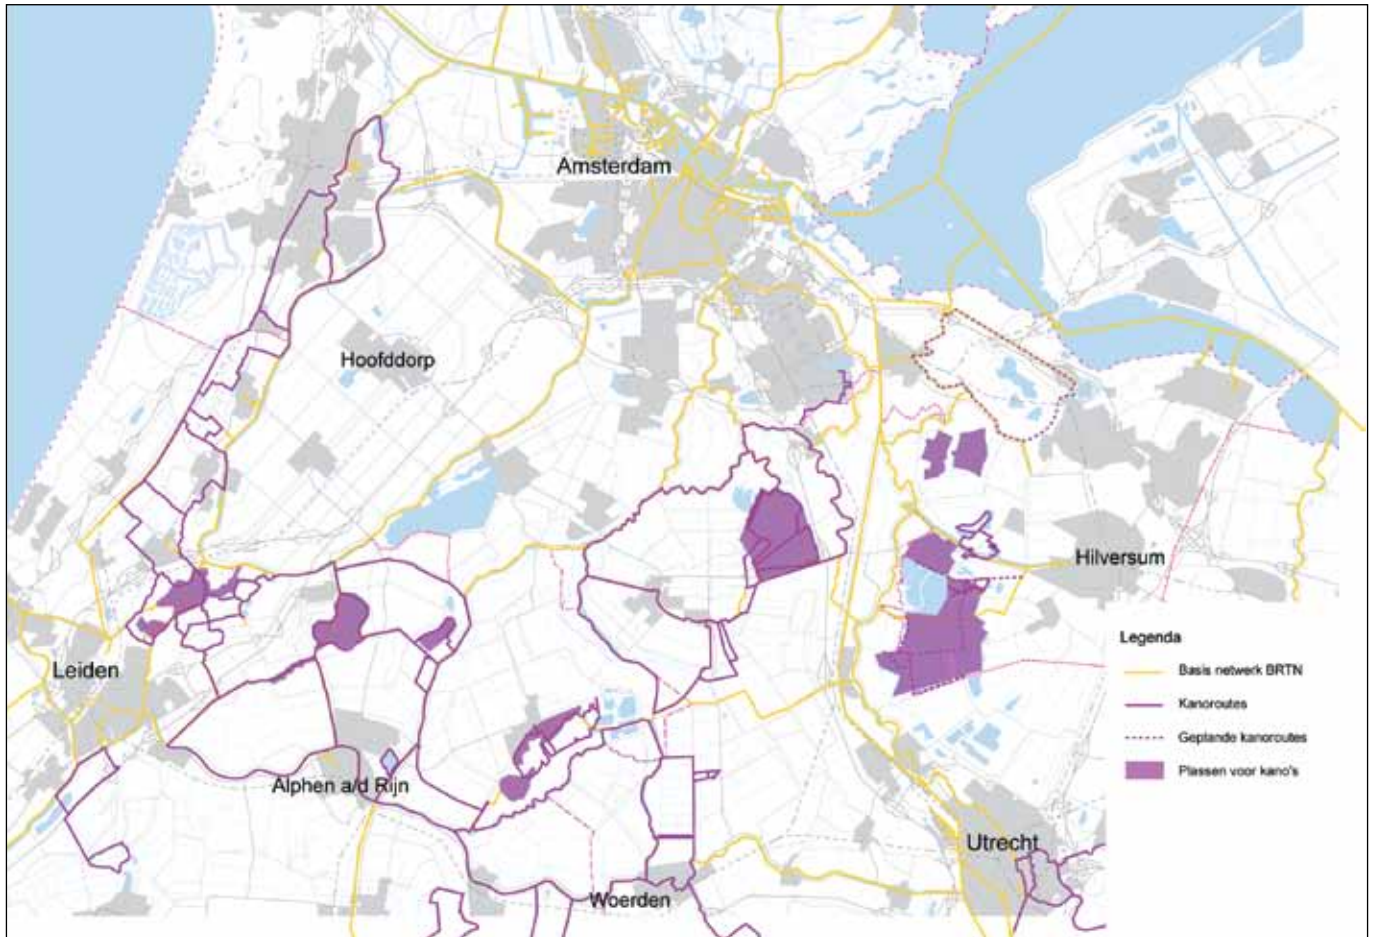 Amsterdam
Hoofddorp
Hilversum
Leiden
Legenda
Basis netwerk BRTN
Kanoroutes
Geplande kanoroutes
Plassen voor kano's
Alphen a/d Rijn
Utrecht
Woerden